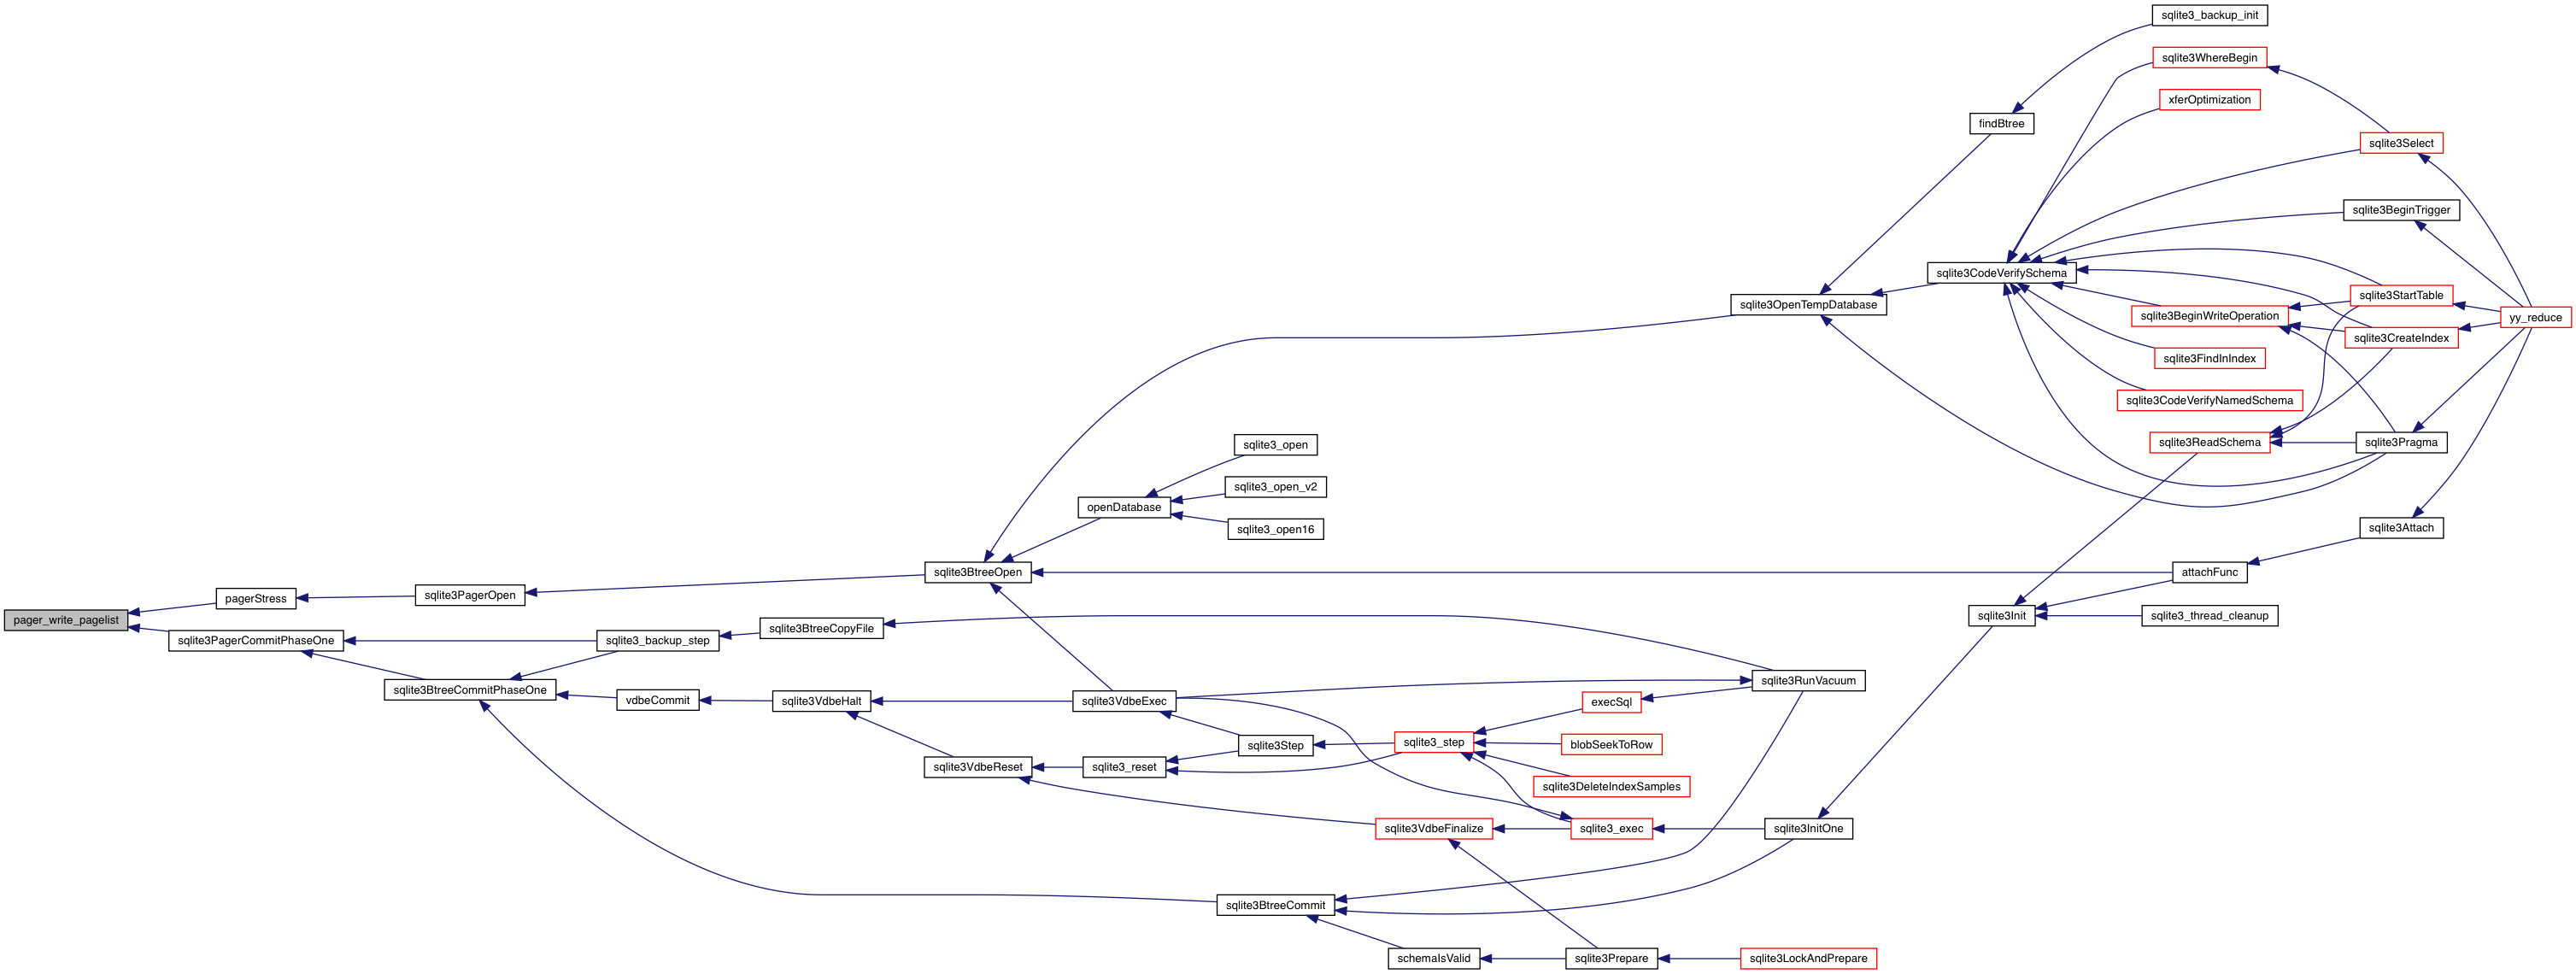 sqlite3_backup_init
sqlite3WhereBegin
xferOptimization
findBtree
sqlite3Select
sqlite3BeginTrigger
sqlite3CodeVerifySchema
sqlite3StartTable
sqlite3OpenTempDatabase
sqlite3BeginWriteOperation
yy_reduce
sqlite3CreateIndex
sqlite3FindInIndex
sqlite3CodeVerifyNamedSchema
sqlite3_open
sqlite3ReadSchema
sqlite3Pragma
sqlite3_open_v2
openDatabase
sqlite3_open16
sqlite3Attach
sqlite3BtreeOpen
attachFunc
pagerStress
sqlite3PagerOpen
pager_write_pagelist
sqlite3Init
sqlite3_thread_cleanup
sqlite3PagerCommitPhaseOne
sqlite3_backup_step
sqlite3BtreeCopyFile
sqlite3RunVacuum
sqlite3BtreeCommitPhaseOne
vdbeCommit
sqlite3VdbeHalt
sqlite3VdbeExec
execSql
sqlite3Step
sqlite3_step
blobSeekToRow
sqlite3VdbeReset
sqlite3_reset
sqlite3DeleteIndexSamples
sqlite3VdbeFinalize
sqlite3_exec
sqlite3InitOne
sqlite3BtreeCommit
schemaIsValid
sqlite3Prepare
sqlite3LockAndPrepare